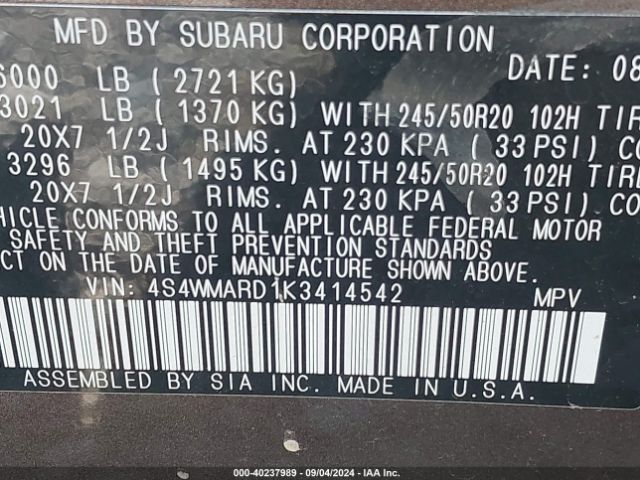 MFD BY SUBARU CORPORATION
6000 LB ( 2721 KG) DATE: 08
3021 LB ( 1370 KG) WITH 245/50R20 102H TIR
20X7 1/2J RIMS. AT 230 KPA ( 33 PSI) CO
3296 LB ( 1495 KG) WITH 245/50R20 102H TIR
20X7 1/2J RIMS. AT 230 KPA ( 33 PSI) CO
HICLE CONFORMS TO ALL APPLICABLE FEDERAL MOTOR
SAFETY AND THEFT PREVENTION STANDARDS
CT ON THE DATE OF MANUFACTURE SHOWN ABOVE.
VIN: 4S4WMARD1K3414542 MPV
ASSEMBLED BY SIA INC. MADE IN U.S.A.
00-40237989 - 09/04/2024 - IAA Inc.